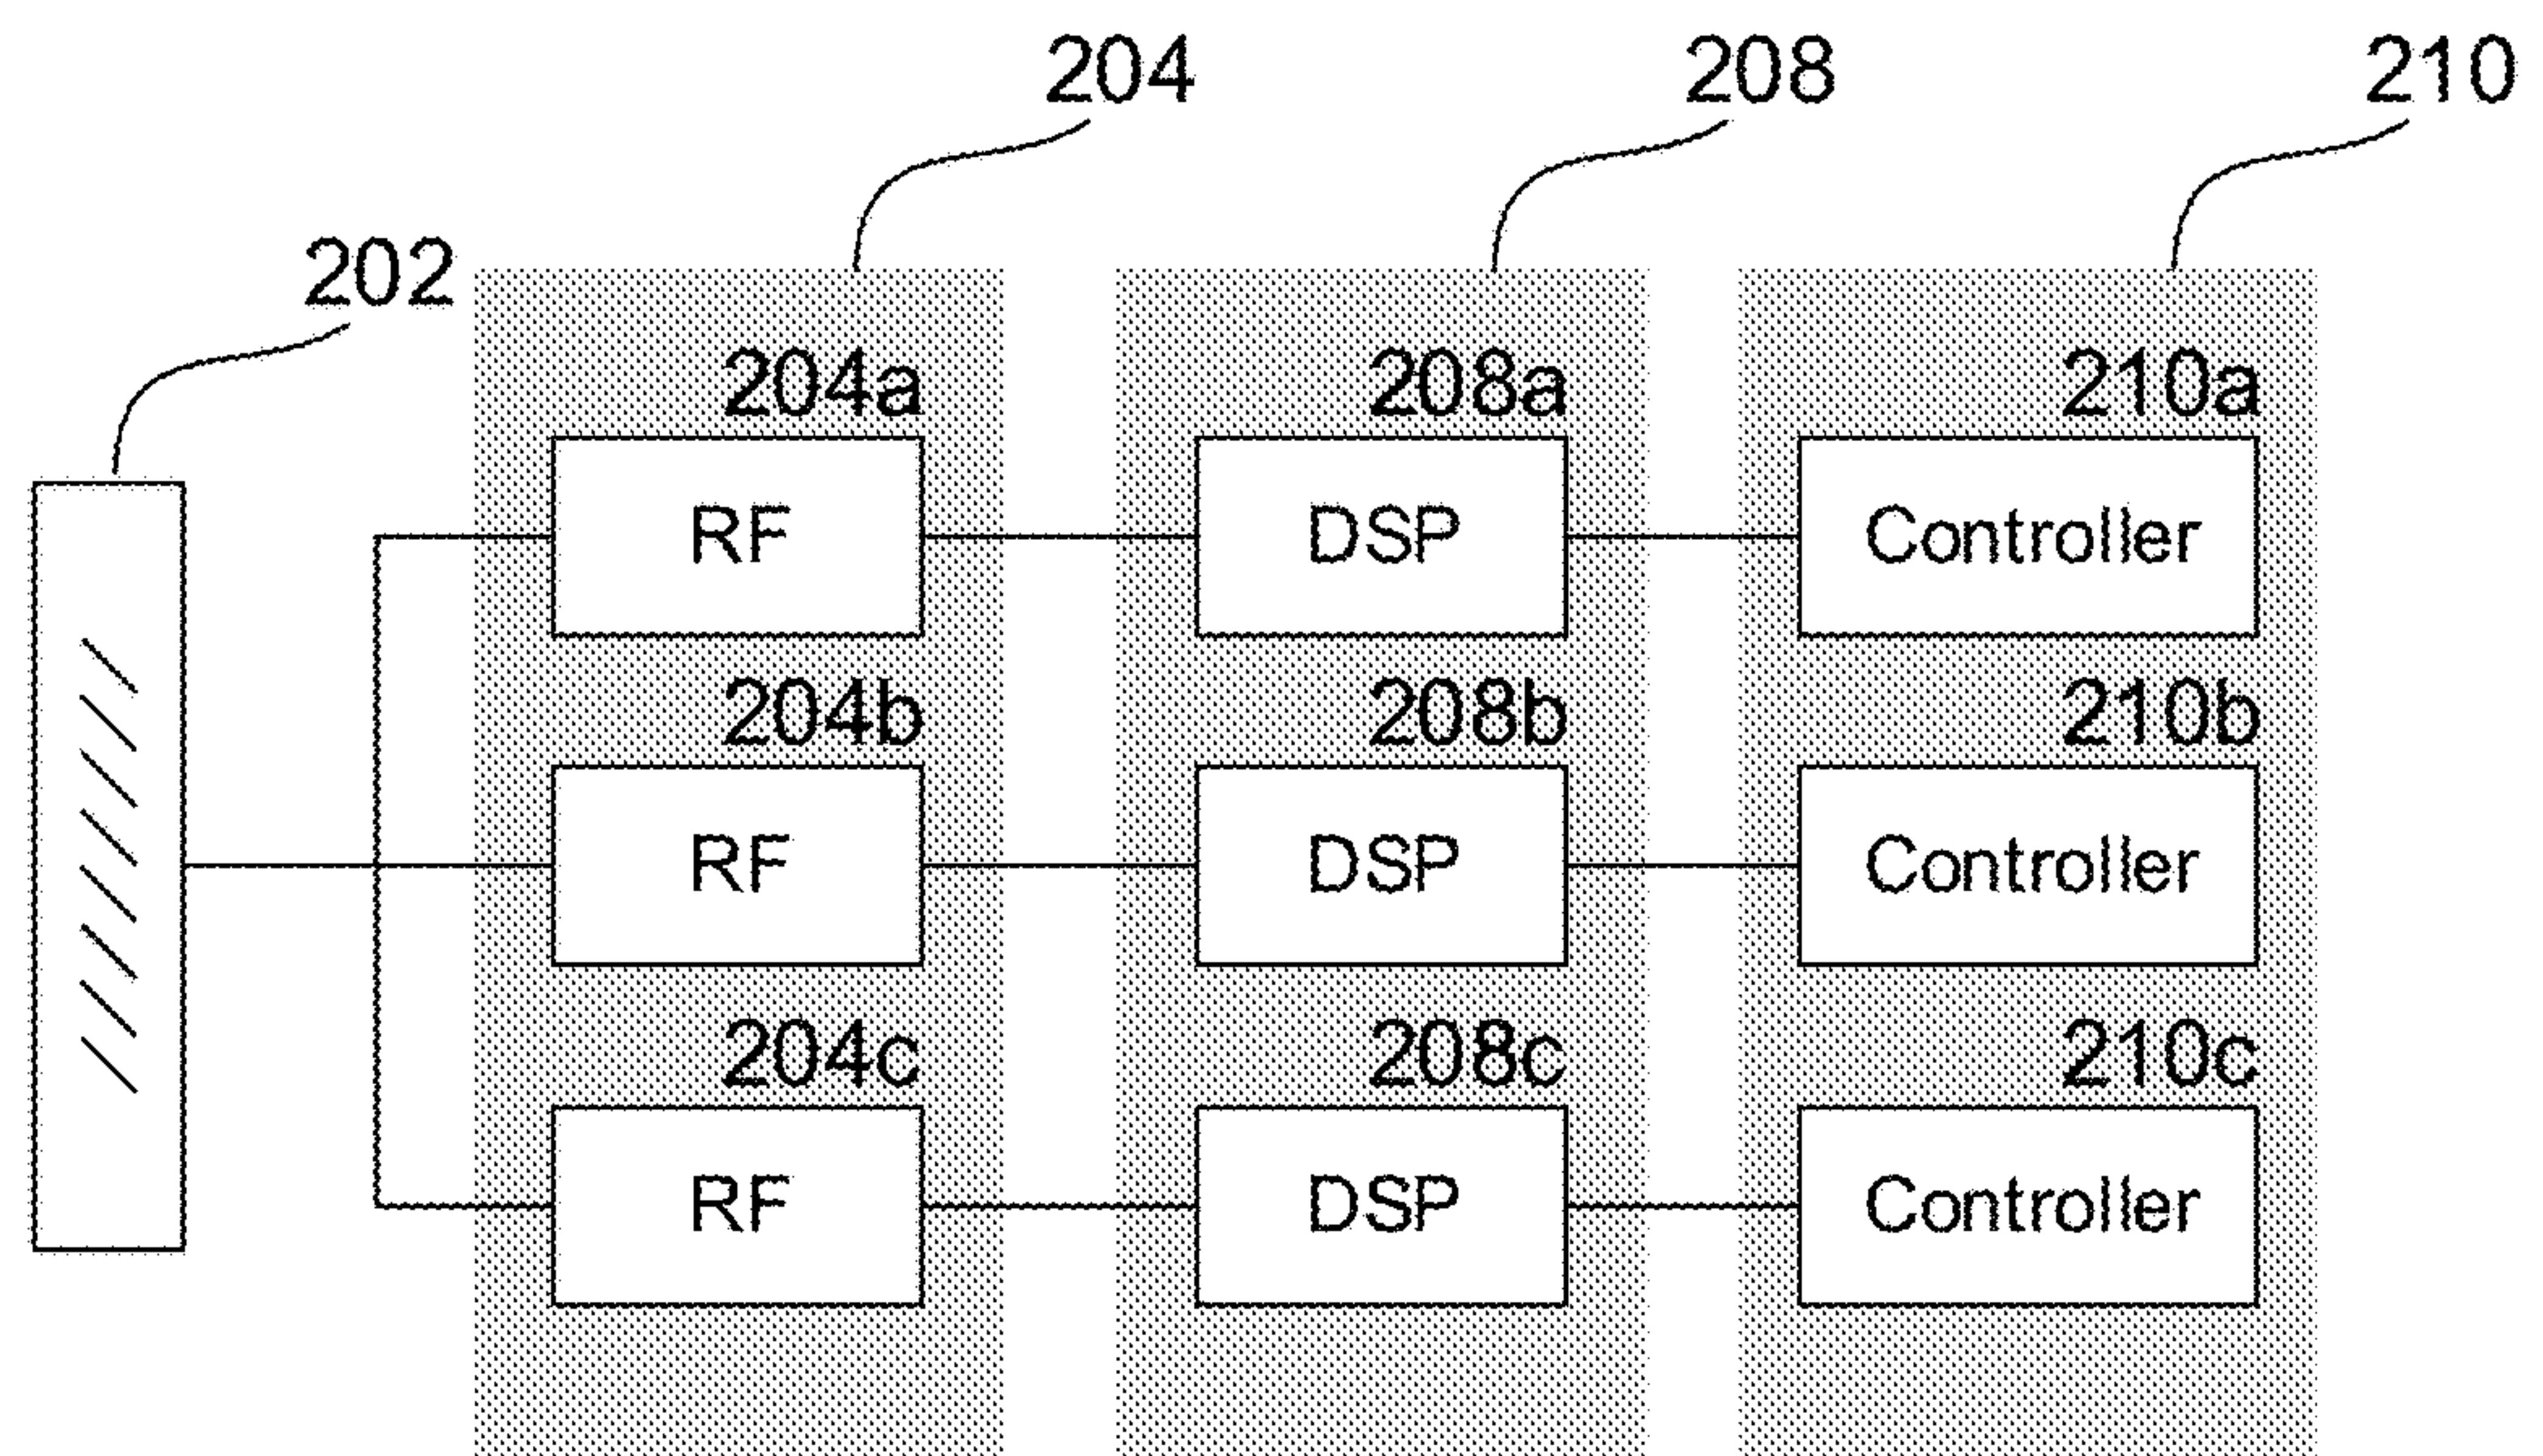 204 208 210
202
204a 208a 210a
RF DSP Controller
204b 208b 210b
RF DSP Controller
204c 208c 210c
RF DSP Controller